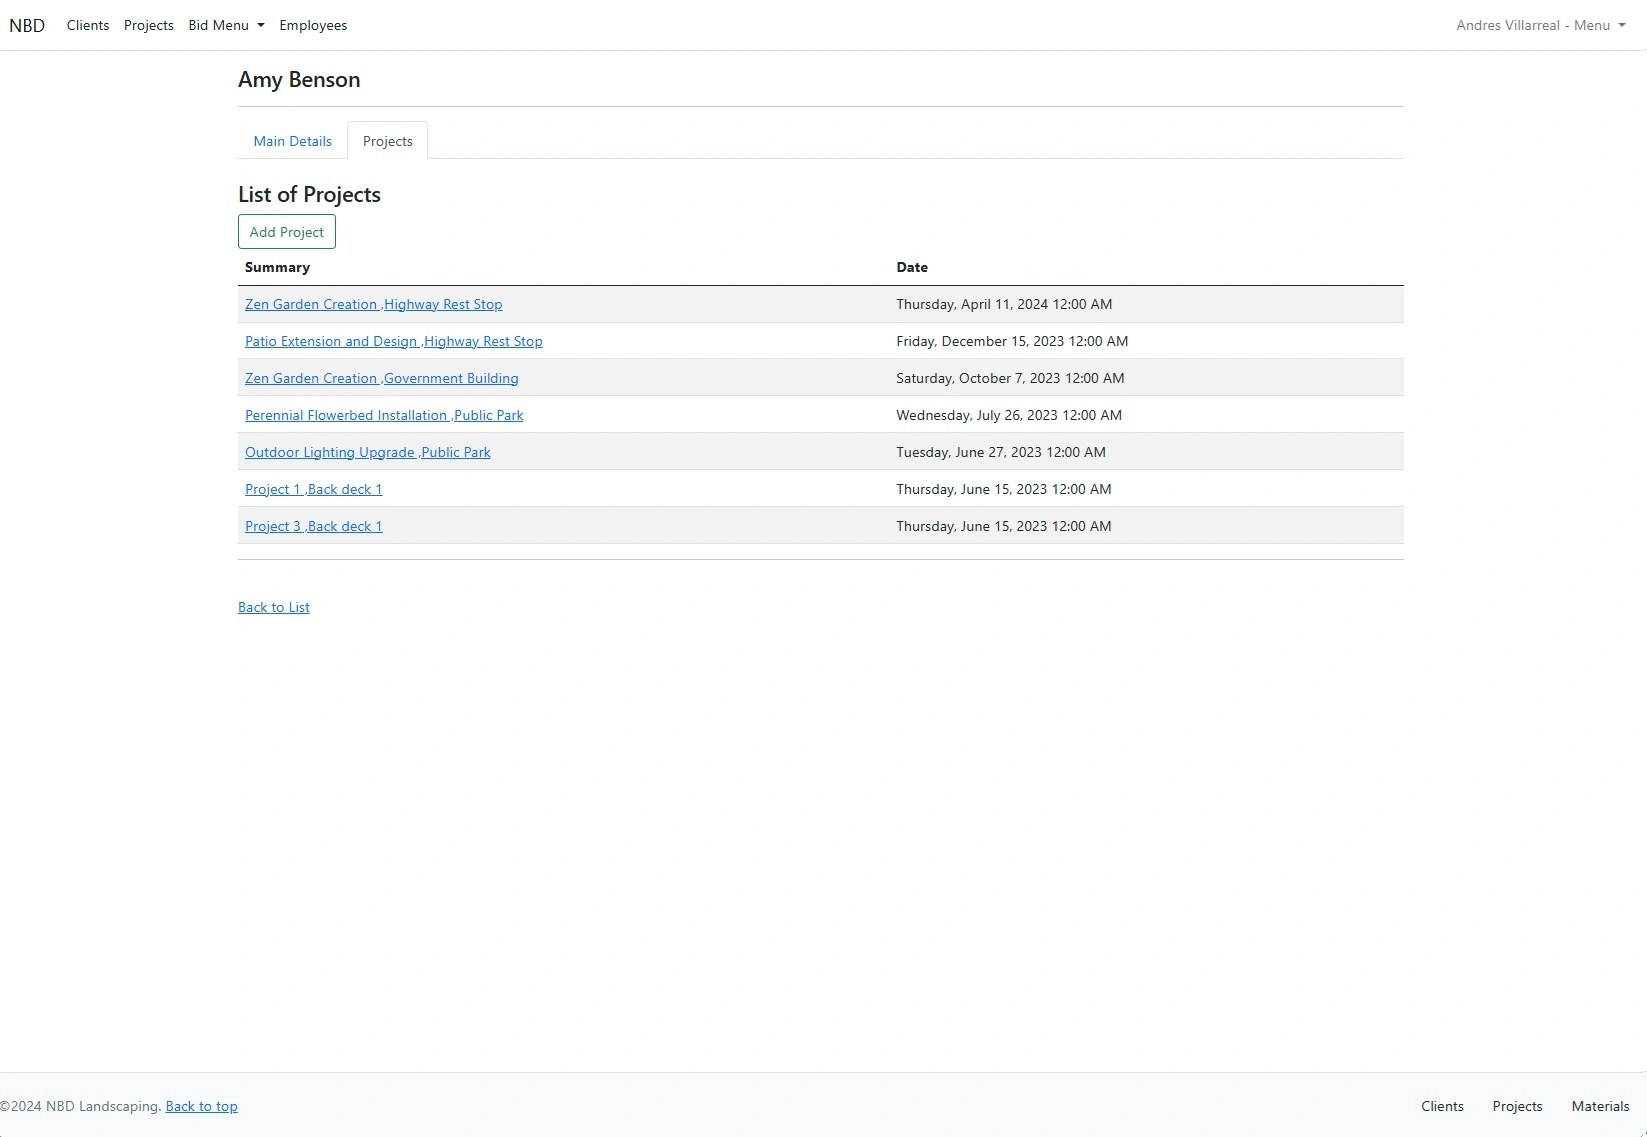 NBD Clients Projects Bid Menu Employees Andres Villarreal - Menu
Amy Benson
Main Details Projects
List of Projects
Add Project
Summary Date
Zen Garden Creation ,Highway Rest Stop Thursday, April 11, 2024 12:00 AM
Patio Extension and Design ,Highway Rest Stop Friday, December 15, 2023 12:00 AM
Zen Garden Creation ,Government Building Saturday, October 7, 2023 12:00 AM
Perennial Flowerbed Installation ,Public Park Wednesday, July 26, 2023 12:00 AM
Outdoor Lighting Upgrade ,Public Park Tuesday, June 27, 2023 12:00 AM
Project 1 ,Back deck 1 Thursday, June 15, 2023 12:00 AM
Project 3 ,Back deck 1 Thursday, June 15, 2023 12:00 AM
Back to List
©2024 NBD Landscaping. Back to top Clients Projects Materials